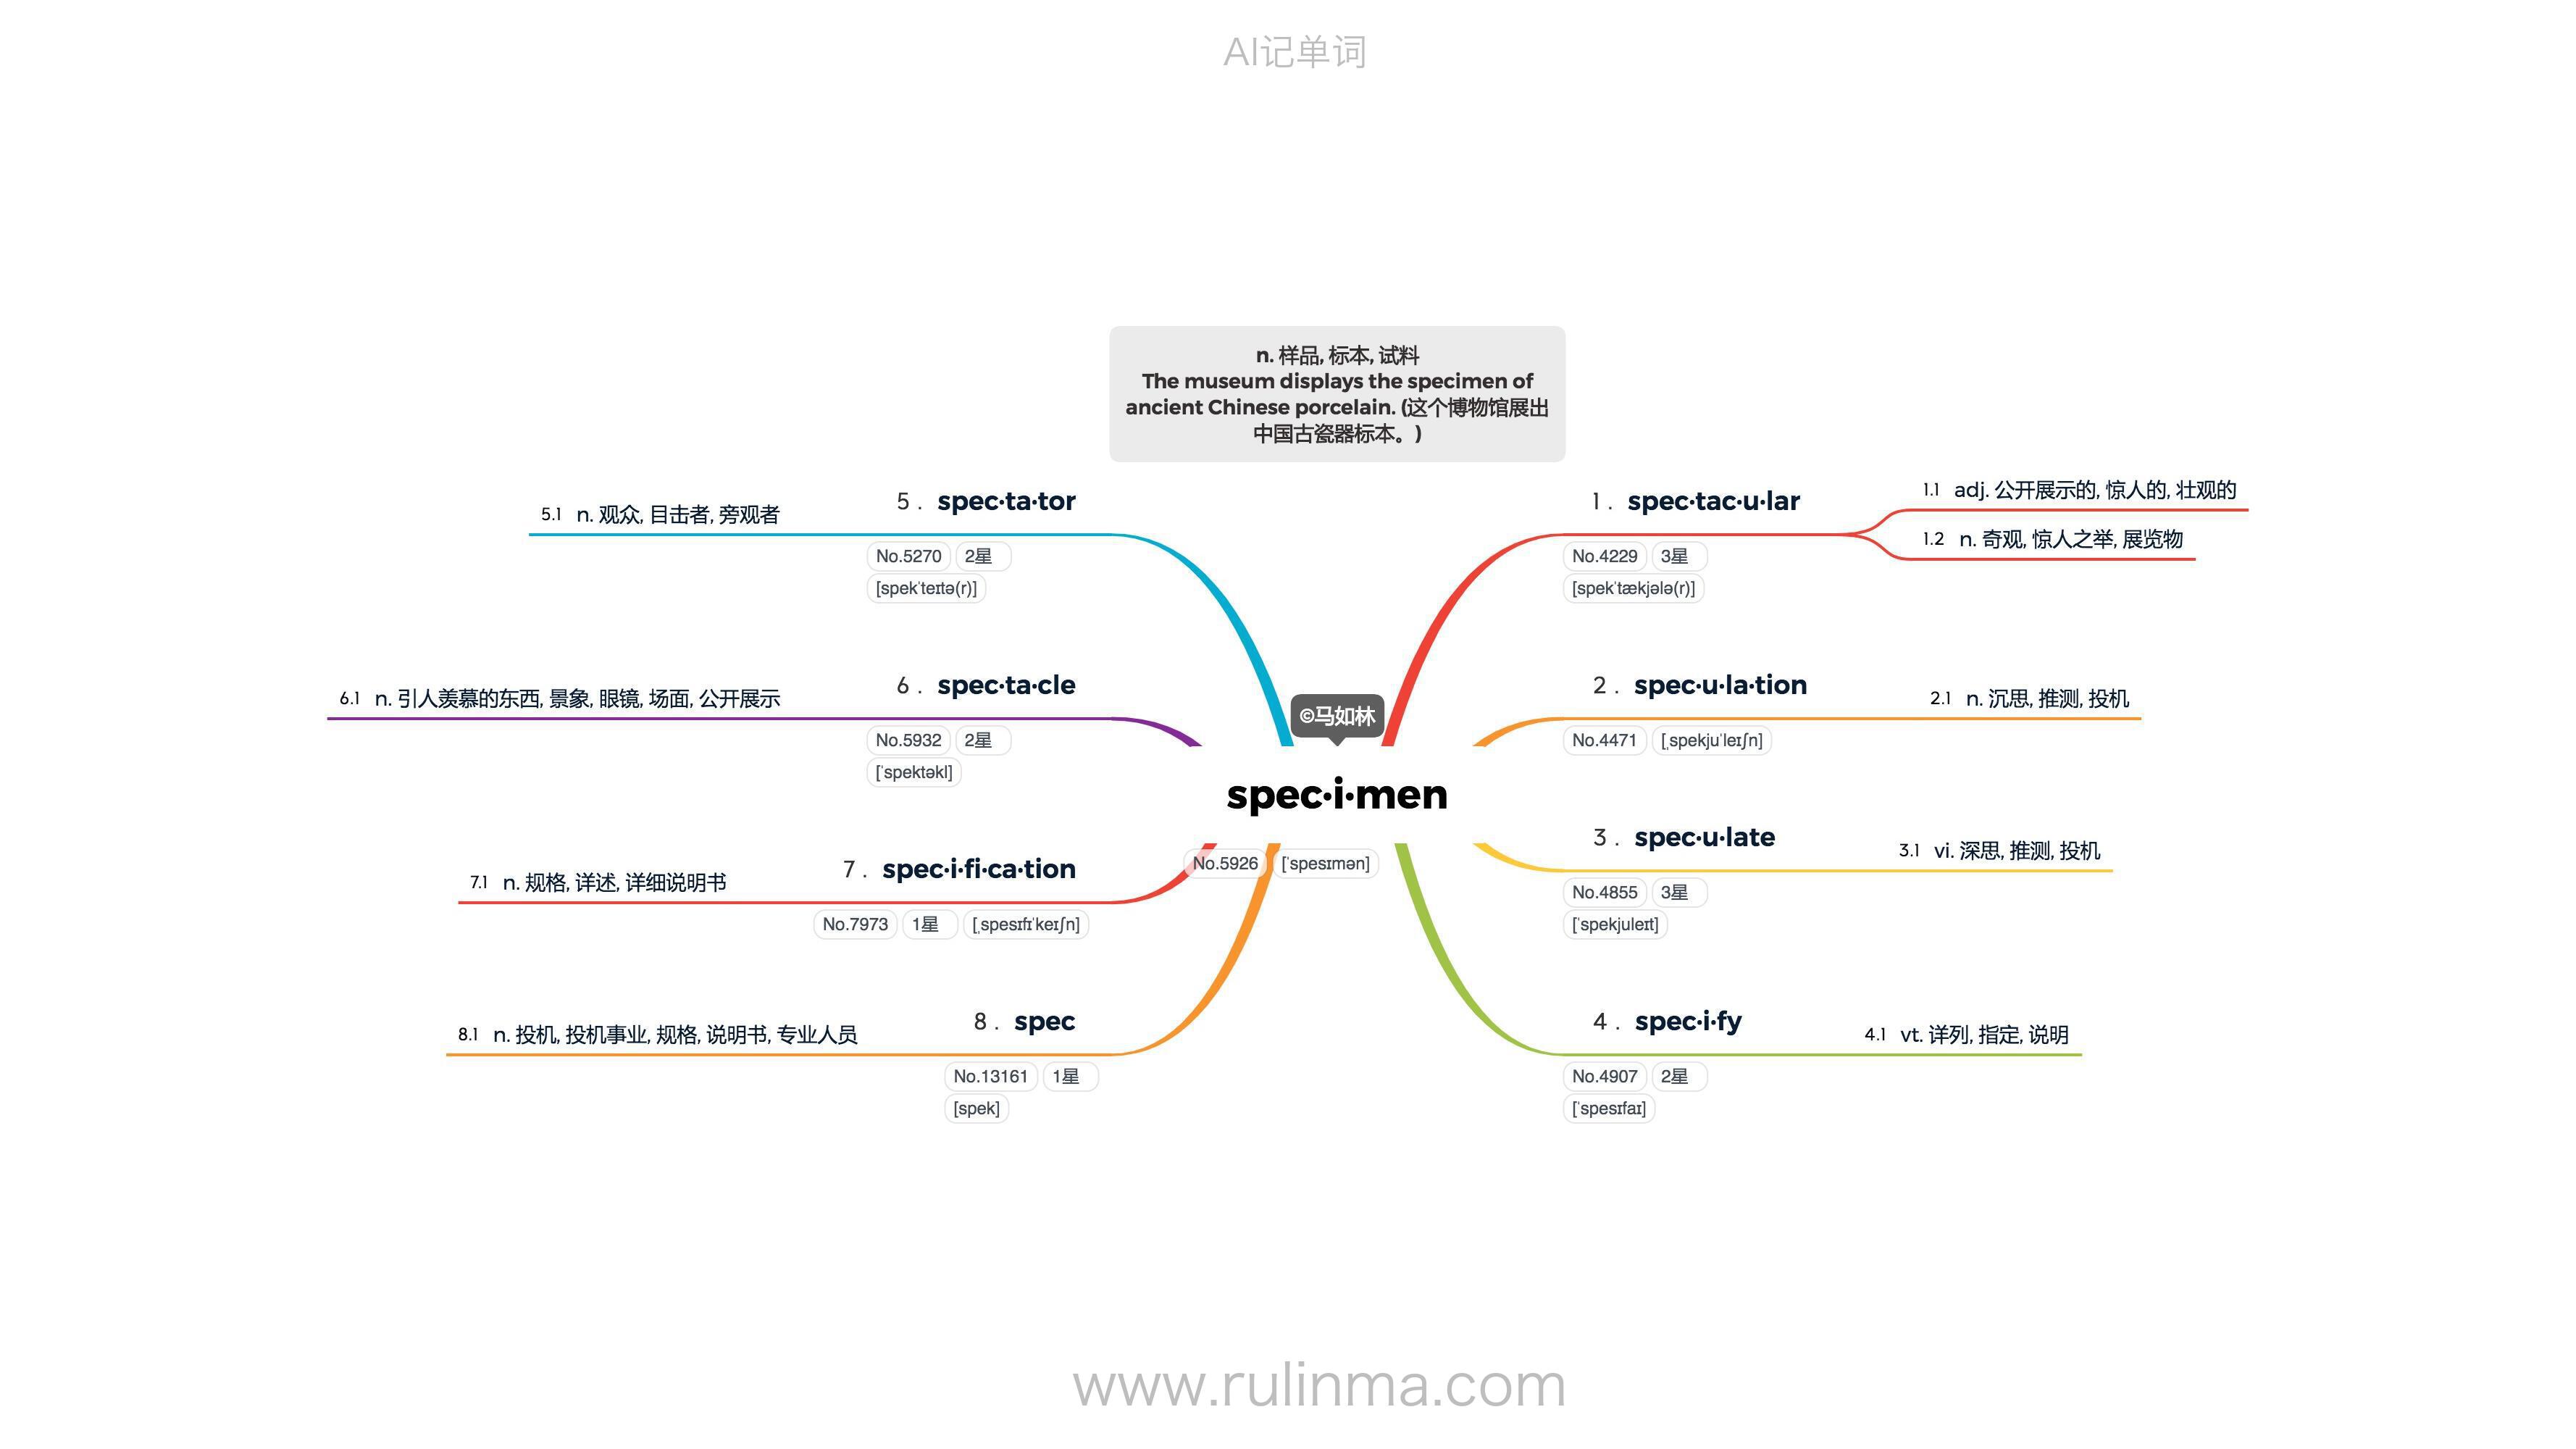 AI记单词
n. 样品, 标本, 试料
The museum displays the specimen of
ancient Chinese porcelain. (这个博物馆展出
中国古瓷器标本。)
©马如林
spec·i·men
No.5926 [ˈspesɪmən]
1 . spec·tac·u·lar
No.4229 3星
[spekˈtækjələ(r)]
1.1 adj. 公开展示的, 惊人的, 壮观的
1.2 n. 奇观, 惊人之举, 展览物
2 . spec·u·la·tion
No.4471 [ˌspekjuˈleɪʃn]
2.1 n. 沉思, 推测, 投机
3 . spec·u·late
No.4855 3星
[ˈspekjuleɪt]
3.1 vi. 深思, 推测, 投机
4 . spec·i·fy
No.4907 2星
[ˈspesɪfaɪ]
4.1 vt. 详列, 指定, 说明
5 . spec·ta·tor
No.5270 2星
[spekˈteɪtə(r)]
5.1 n. 观众, 目击者, 旁观者
6 . spec·ta·cle
No.5932 2星
[ˈspektəkl]
6.1 n. 引人羡慕的东西, 景象, 眼镜, 场面, 公开展示
7 . spec·i·fi·ca·tion
No.7973 1星 [ˌspesɪfɪˈkeɪʃn]
7.1 n. 规格, 详述, 详细说明书
8 . spec
No.13161 1星
[spek]
8.1 n. 投机, 投机事业, 规格, 说明书, 专业人员
www.rulinma.com